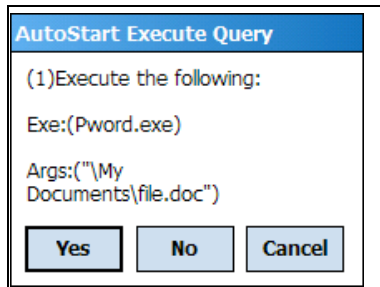 AutoStart Execute Query
(1)Execute the following:
Exe:(Pword.exe)
Args:("\My
Documents\file.doc")
Yes No Cancel